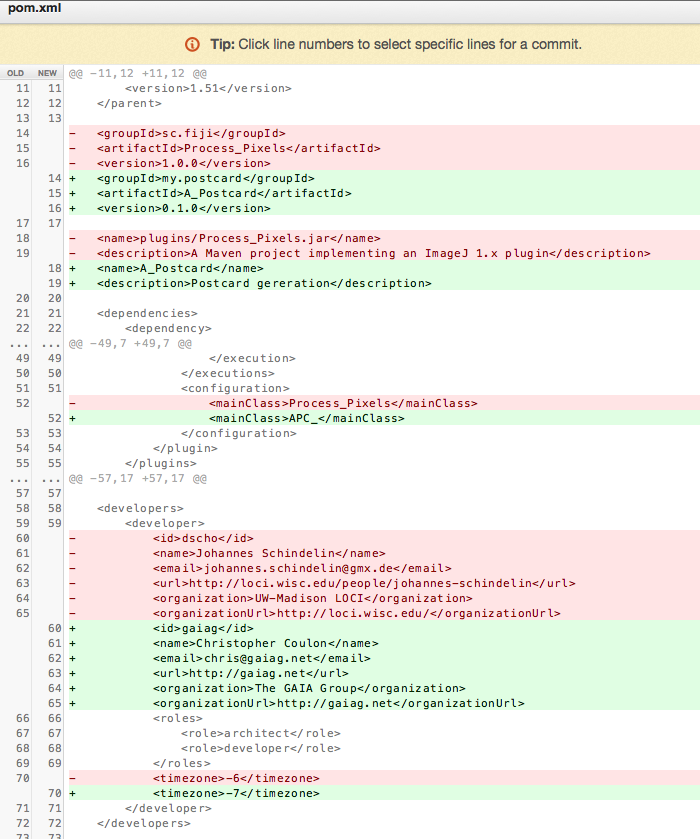 pom.xml
Tip: Click line numbers to select specific lines for a commit.
OLD NEW @@ -11,12 +11,12 @@
11 11 <version>1.51</version>
12 12 </parent>
13 13
14 - <groupId>sc.fiji</groupId>
15 - <artifactId>Process_Pixels</artifactId>
16 - <version>1.0.0</version>
14 + <groupId>my.postcard</groupId>
15 + <artifactId>A_Postcard</artifactId>
16 + <version>0.1.0</version>
17 17
18 - <name>plugins/Process_Pixels.jar</name>
19 - <description>A Maven project implementing an ImageJ 1.x plugin</description>
18 + <name>A_Postcard</name>
19 + <description>Postcard gereration</description>
20 20
21 21 <dependencies>
22 22 <dependency>
... ... @@ -49,7 +49,7 @@
49 49 </execution>
50 50 </executions>
51 51 <configuration>
52 - <mainClass>Process_Pixels</mainClass>
52 + <mainClass>APC_</mainClass>
53 53 </configuration>
54 54 </plugin>
55 55 </plugins>
... ... @@ -57,17 +57,17 @@
57 57
58 58 <developers>
59 59 <developer>
60 - <id>dscho</id>
61 - <name>Johannes Schindelin</name>
62 - <email>johannes.schindelin@gmx.de</email>
63 - <url>http://loci.wisc.edu/people/johannes-schindelin</url>
64 - <organization>UW-Madison LOCI</organization>
65 - <organizationUrl>http://loci.wisc.edu/</organizationUrl>
60 + <id>gaiag</id>
61 + <name>Christopher Coulon</name>
62 + <email>chris@gaiag.net</email>
63 + <url>http://gaiag.net</url>
64 + <organization>The GAIA Group</organization>
65 + <organizationUrl>http://gaiag.net</organizationUrl>
66 66 <roles>
67 67 <role>architect</role>
68 68 <role>developer</role>
69 69 </roles>
70 - <timezone>-6</timezone>
70 + <timezone>-7</timezone>
71 71 </developer>
72 72 </developers>
73 73